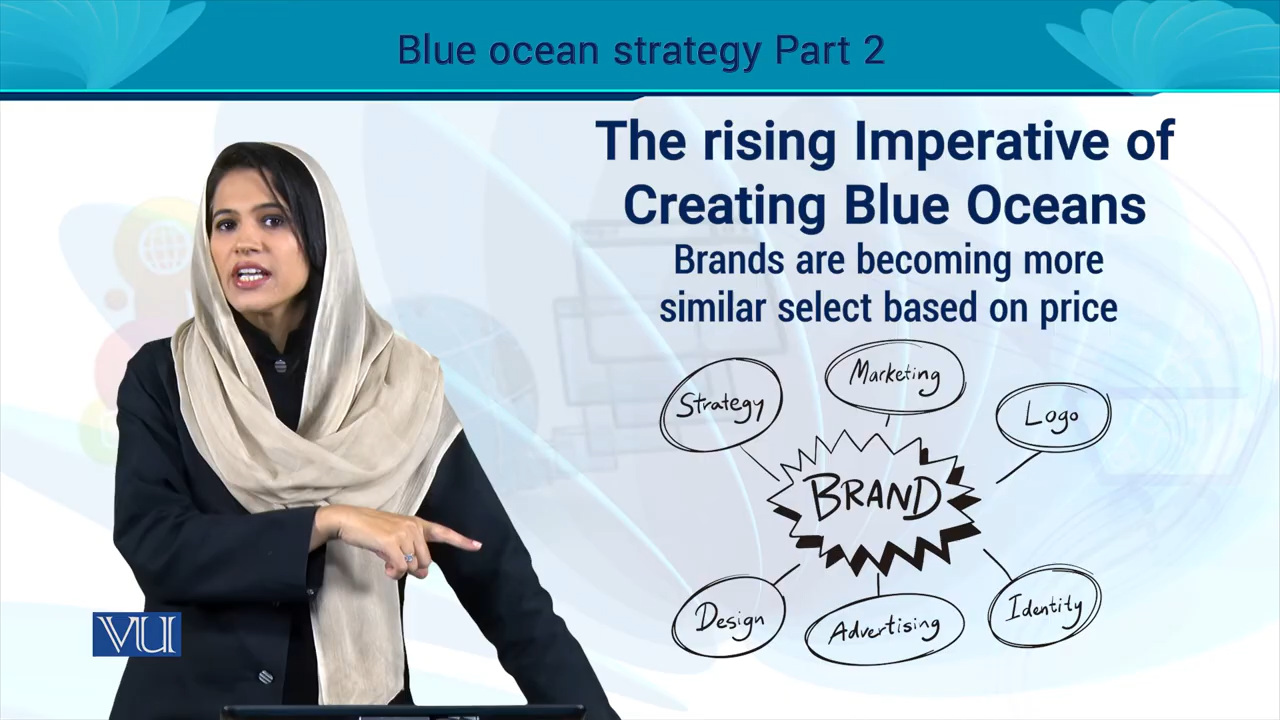 Blue ocean strategy Part 2
The rising Imperative of
Creating Blue Oceans
Brands are becoming more
similar select based on price
Marketing
Strategy
Logo
BRAND
Design
Advertising
Identity
VU